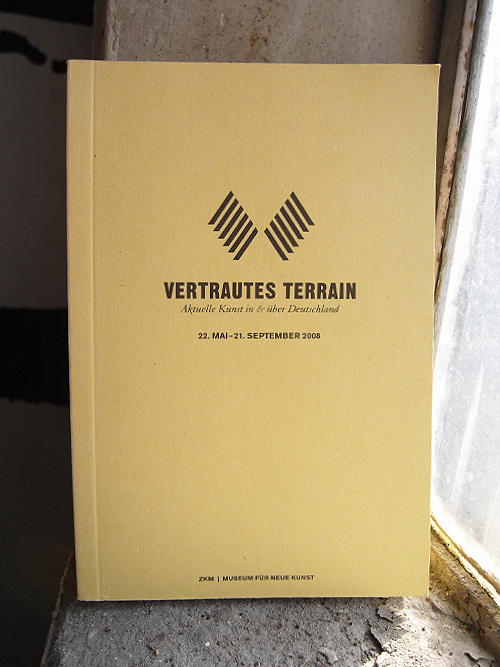 VERTRAUTES TERRAIN
Aktuelle Kunst in & über Deutschland
22. MAI–21. SEPTEMBER 2008
ZKM | MUSEUM FÜR NEUE KUNST